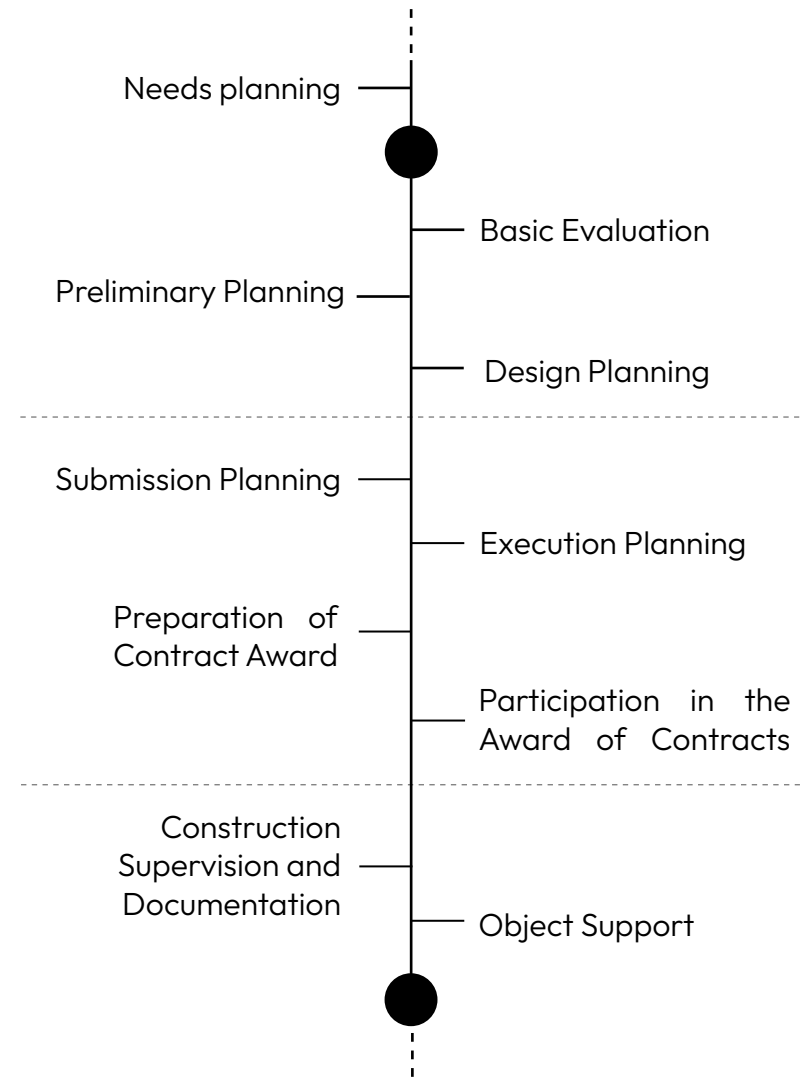 Needs planning
Basic Evaluation
Preliminary Planning
Design Planning
Submission Planning
Execution Planning
Preparation of
Contract Award
Participation in the
Award of Contracts
Construction
Supervision and
Documentation
Object Support